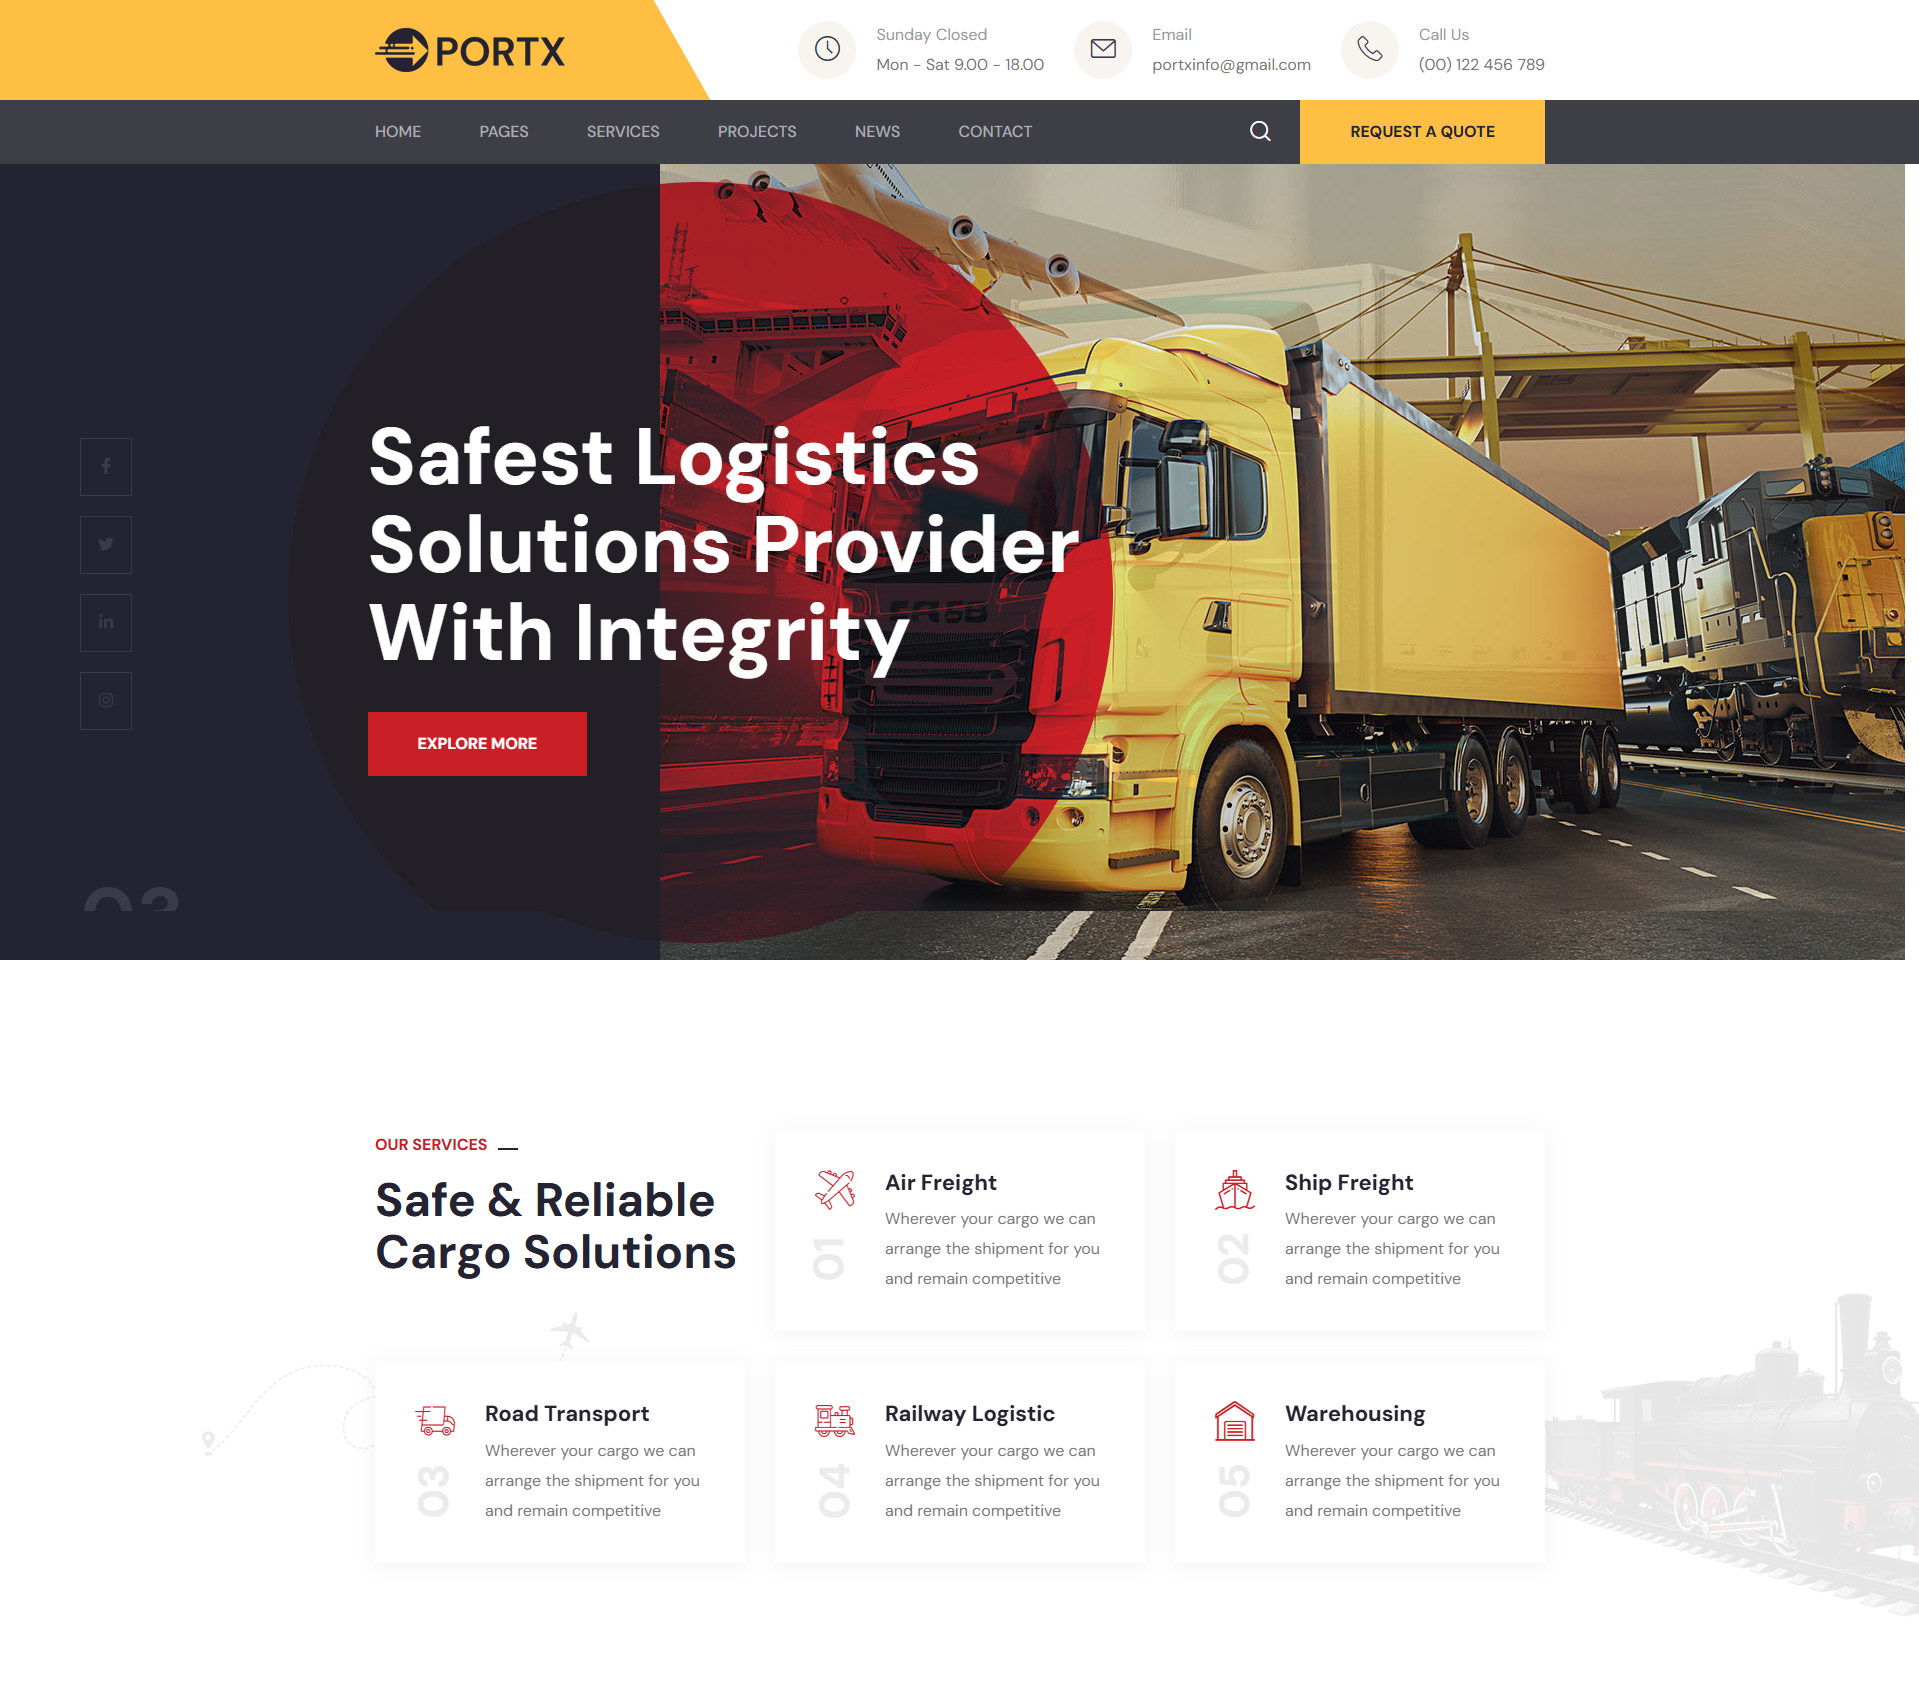 PORTX
Sunday Closed
Mon - Sat 9.00 - 18.00
Email
portxinfo@gmail.com
Call Us
(00) 122 456 789
HOME PAGES SERVICES PROJECTS NEWS CONTACT
REQUEST A QUOTE
Safest Logistics
Solutions Provider
With Integrity
EXPLORE MORE
03
OUR SERVICES
Safe & Reliable
Cargo Solutions
Air Freight
01
Wherever your cargo we can
arrange the shipment for you
and remain competitive
Ship Freight
02
Wherever your cargo we can
arrange the shipment for you
and remain competitive
Road Transport
03
Wherever your cargo we can
arrange the shipment for you
and remain competitive
Railway Logistic
04
Wherever your cargo we can
arrange the shipment for you
and remain competitive
Warehousing
05
Wherever your cargo we can
arrange the shipment for you
and remain competitive